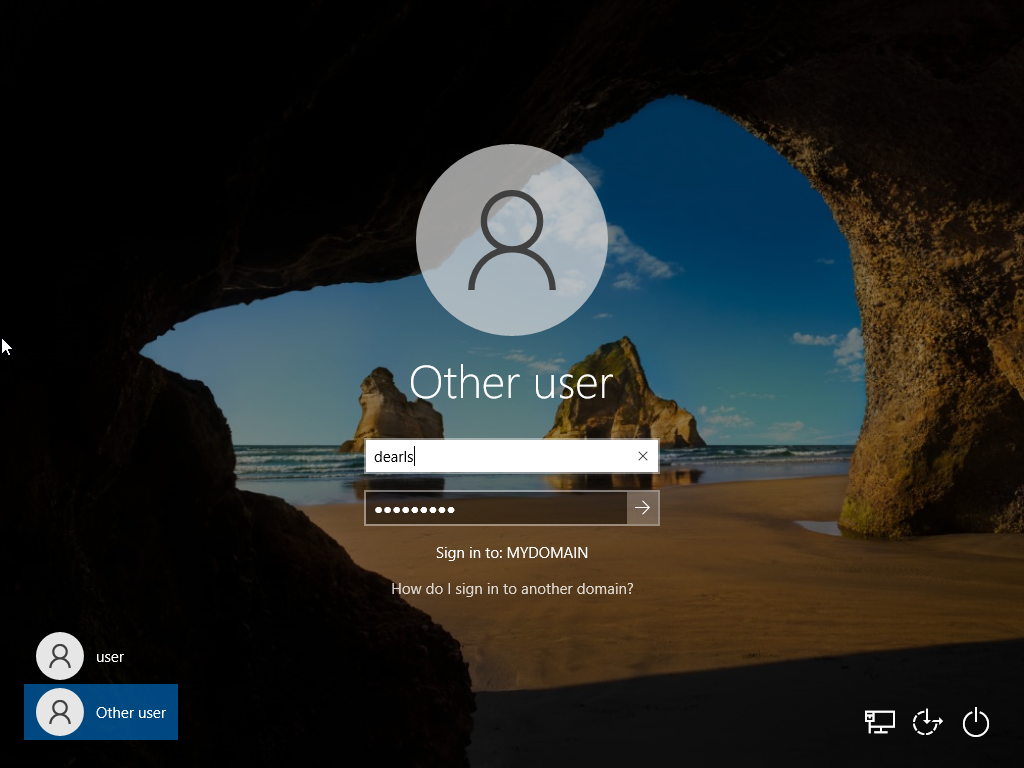 Other user
dearls
Sign in to: MYDOMAIN
How do I sign in to another domain?
user
Other user